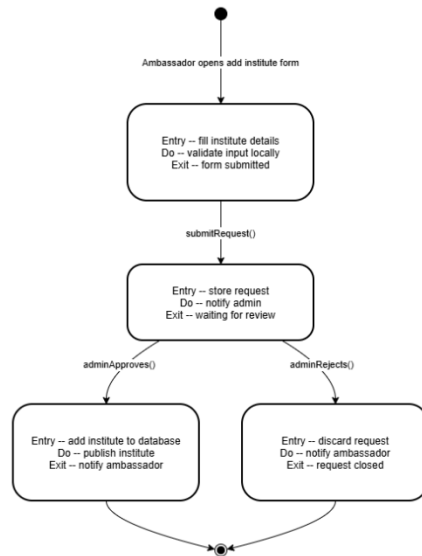 Ambassador opens add institute form
Entry -- fill institute details
Do -- validate input locally
Exit -- form submitted
submitRequest()
Entry -- store request
Do -- notify admin
Exit -- waiting for review
adminApproves()
adminRejects()
Entry -- add institute to database
Do -- publish institute
Exit -- notify ambassador
Entry -- discard request
Do -- notify ambassador
Exit -- request closed